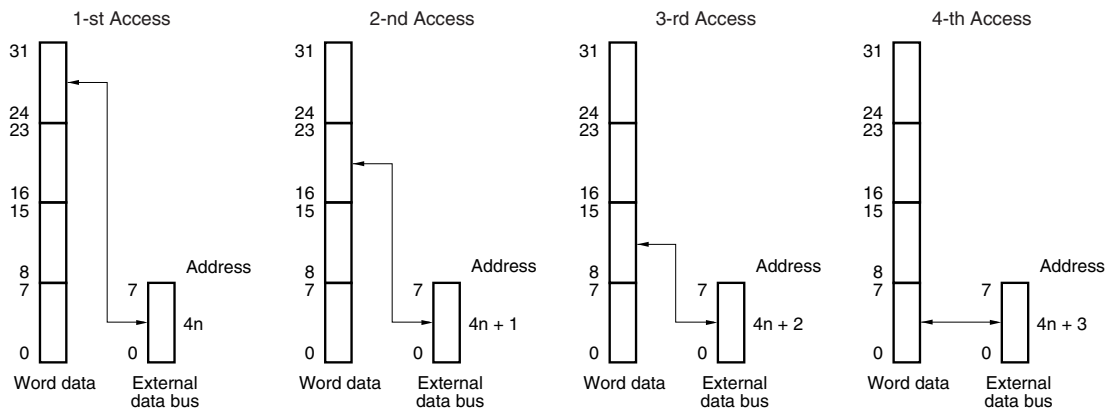 1-st Access
31
24
23
16
15
8
7
0
Word data
Address
7
4n
0
External
data bus
2-nd Access
31
24
23
16
15
8
7
0
Word data
Address
7
4n + 1
0
External
data bus
3-rd Access
31
24
23
16
15
8
7
0
Word data
Address
7
4n + 2
0
External
data bus
4-th Access
31
24
23
16
15
8
7
0
Word data
Address
7
4n + 3
0
External
data bus